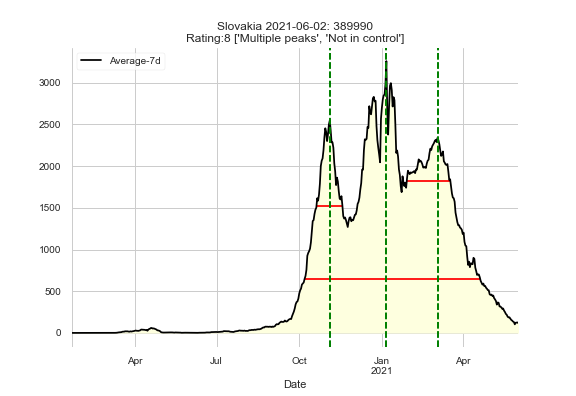 Slovakia 2021-06-02: 389990
Rating:8 ['Multiple peaks', 'Not in control']
Average-7d
3000
2500
2000
1500
1000
500
0
Apr
Jul
Oct
Jan
2021
Apr
Date